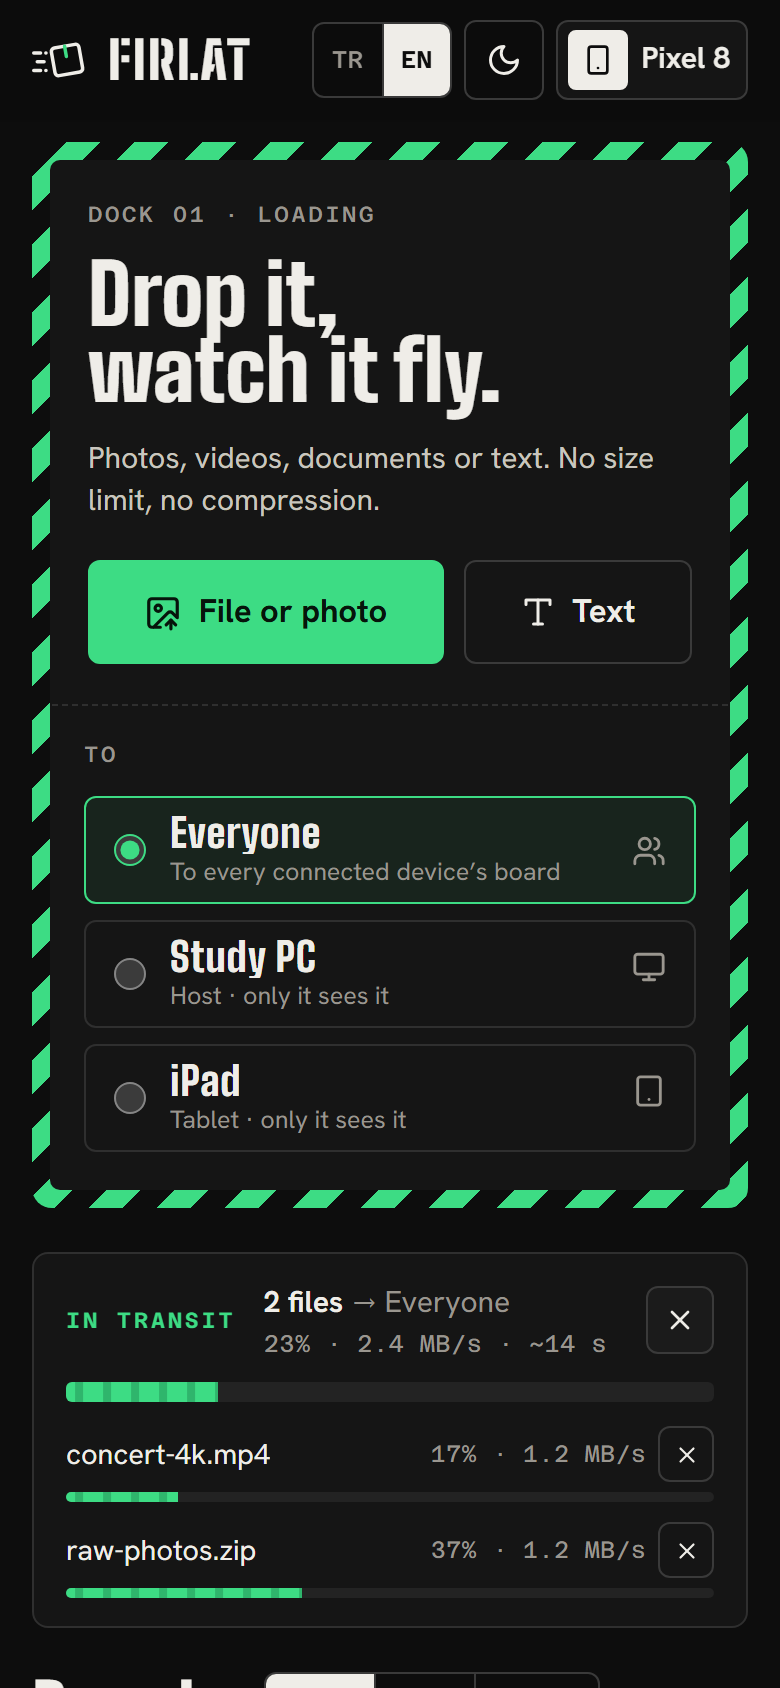 FIRLAT
TR EN
Pixel 8
DOCK 01 · LOADING
Drop it,
watch it fly.
Photos, videos, documents or text. No size
limit, no compression.
File or photo
Text
TO
Everyone
To every connected device’s board
Study PC
Host · only it sees it
iPad
Tablet · only it sees it
IN TRANSIT
2 files → Everyone
23% · 2.4 MB/s · ~14 s
concert-4k.mp4
17% · 1.2 MB/s
raw-photos.zip
37% · 1.2 MB/s